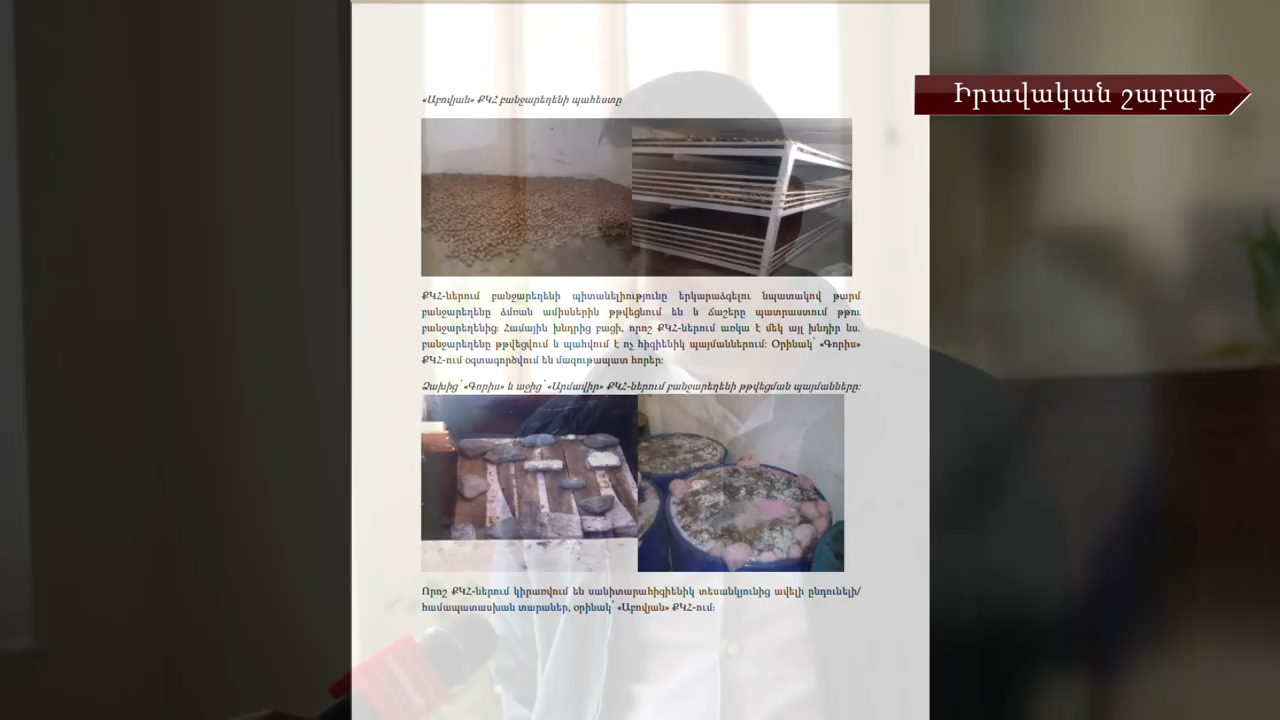 Իրավական շաբաթ
«Աբովյան» ՔԿՀ բանջարեղենի պահեստը
ՔԿՀ-ներում բանջարեղենի պիտանելիությունը երկարաձգելու նպատակով թարմ
բանջարեղենը ձմռան ամիսներին թթվեցնում են և ճաշերը պատրաստում թթու
բանջարեղենից: Համային խնդրից բացի, որոշ ՔԿՀ-ներում առկա է մեկ այլ խնդիր ևս.
բանջարեղենը թթվեցվում և պահվում է ոչ հիգիենիկ պայմաններում: Օրինակ՝ «Գորիս»
ՔԿՀ-ում օգտագործվում են մազութապատ հորեր:
Ձախից՝ «Գորիս» և աջից՝ «Արմավիր» ՔԿՀ-ներում բանջարեղենի թթվեցման պայմանները:
Որոշ ՔԿՀ-ներում կիրառվում են սանիտարահիգիենիկ տեսանկյունից ավելի ընդունելի/
համապատասխան տարաներ, օրինակ՝ «Աբովյան» ՔԿՀ-ում: